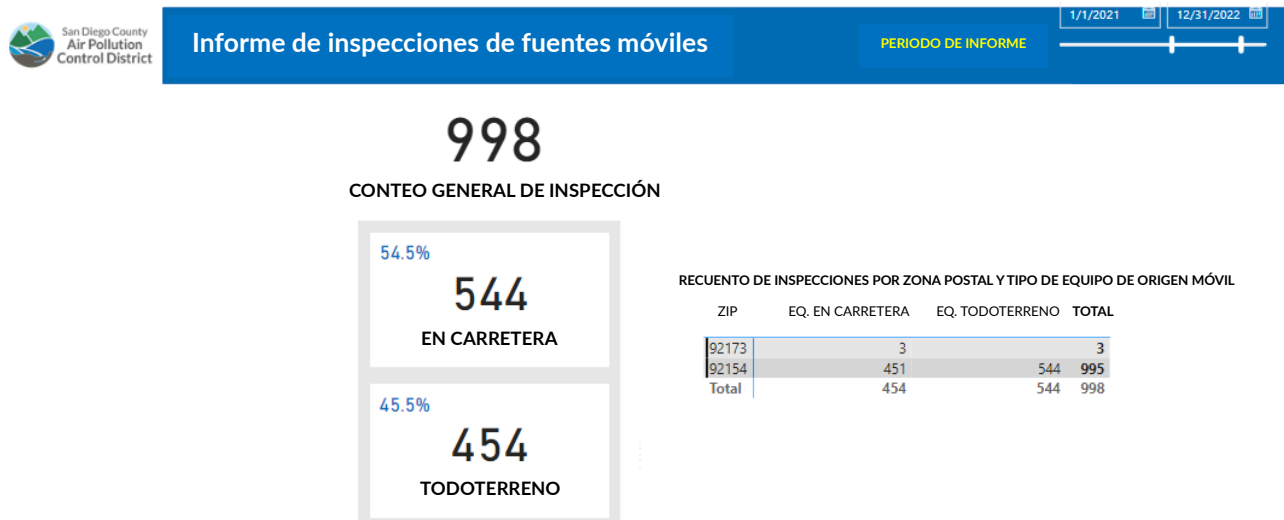 San Diego County
Air Pollution
Control District
Informe de inspecciones de fuentes móviles
PERIODO DE INFORME
1/1/2021
12/31/2022
998
CONTEO GENERAL DE INSPECCIÓN
54.5%
544
EN CARRETERA
45.5%
454
TODOTERRENO
RECUENTO DE INSPECCIONES POR ZONA POSTAL Y TIPO DE EQUIPO DE ORIGEN MÓVIL
ZIP EQ. EN CARRETERA EQ. TODOTERRENO TOTAL
92173 3 3
92154 451 544 995
Total 454 544 998